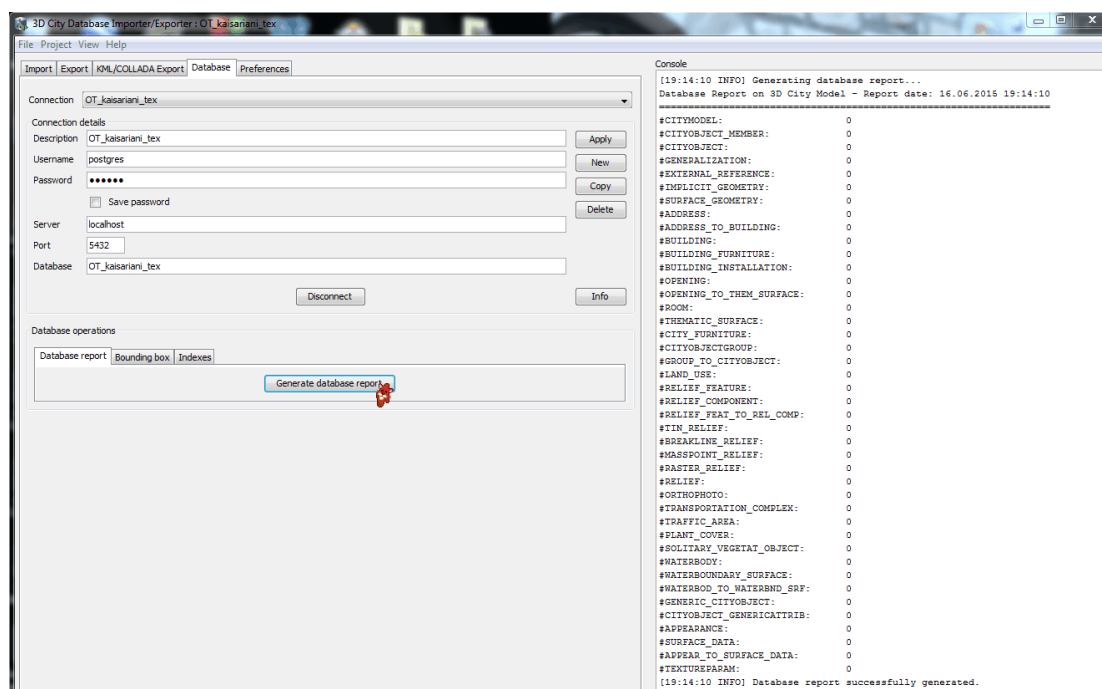 3D City Database Importer/Exporter : OT_kaisariani_tex
File Project View Help
Import Export KML/COLLADA Export Database Preferences
Connection OT_kaisariani_tex
Connection details
Description OT_kaisariani_tex Apply
Username postgres New
Password ●●●●●● Copy
Save password Delete
Server localhost
Port 5432
Database OT_kaisariani_tex
Disconnect Info
Database operations
Database report Bounding box Indexes
Generate database report
Console
[19:14:10 INFO] Generating database report...
Database Report on 3D City Model - Report date: 16.06.2015 19:14:10
===================================================================
#CITYMODEL: 0
#CITYOBJECT_MEMBER: 0
#CITYOBJECT: 0
#GENERALIZATION: 0
#EXTERNAL_REFERENCE: 0
#IMPLICIT_GEOMETRY: 0
#SURFACE_GEOMETRY: 0
#ADDRESS: 0
#ADDRESS_TO_BUILDING: 0
#BUILDING: 0
#BUILDING_FURNITURE: 0
#BUILDING_INSTALLATION: 0
#OPENING: 0
#OPENING_TO_THEM_SURFACE: 0
#ROOM: 0
#THEMATIC_SURFACE: 0
#CITY_FURNITURE: 0
#CITYOBJECTGROUP: 0
#GROUP_TO_CITYOBJECT: 0
#LAND_USE: 0
#RELIEF_FEATURE: 0
#RELIEF_COMPONENT: 0
#RELIEF_FEAT_TO_REL_COMP: 0
#TIN_RELIEF: 0
#BREAKLINE_RELIEF: 0
#MASSPOINT_RELIEF: 0
#RASTER_RELIEF: 0
#RELIEF: 0
#ORTHOPHOTO: 0
#TRANSPORTATION_COMPLEX: 0
#TRAFFIC_AREA: 0
#PLANT_COVER: 0
#SOLITARY_VEGETAT_OBJECT: 0
#WATERBODY: 0
#WATERBOUNDARY_SURFACE: 0
#WATERBOD_TO_WATERBND_SRF: 0
#GENERIC_CITYOBJECT: 0
#CITYOBJECT_GENERICATTRIB: 0
#APPEARANCE: 0
#SURFACE_DATA: 0
#APPEAR_TO_SURFACE_DATA: 0
#TEXTUREPARAM: 0
[19:14:10 INFO] Database report successfully generated.